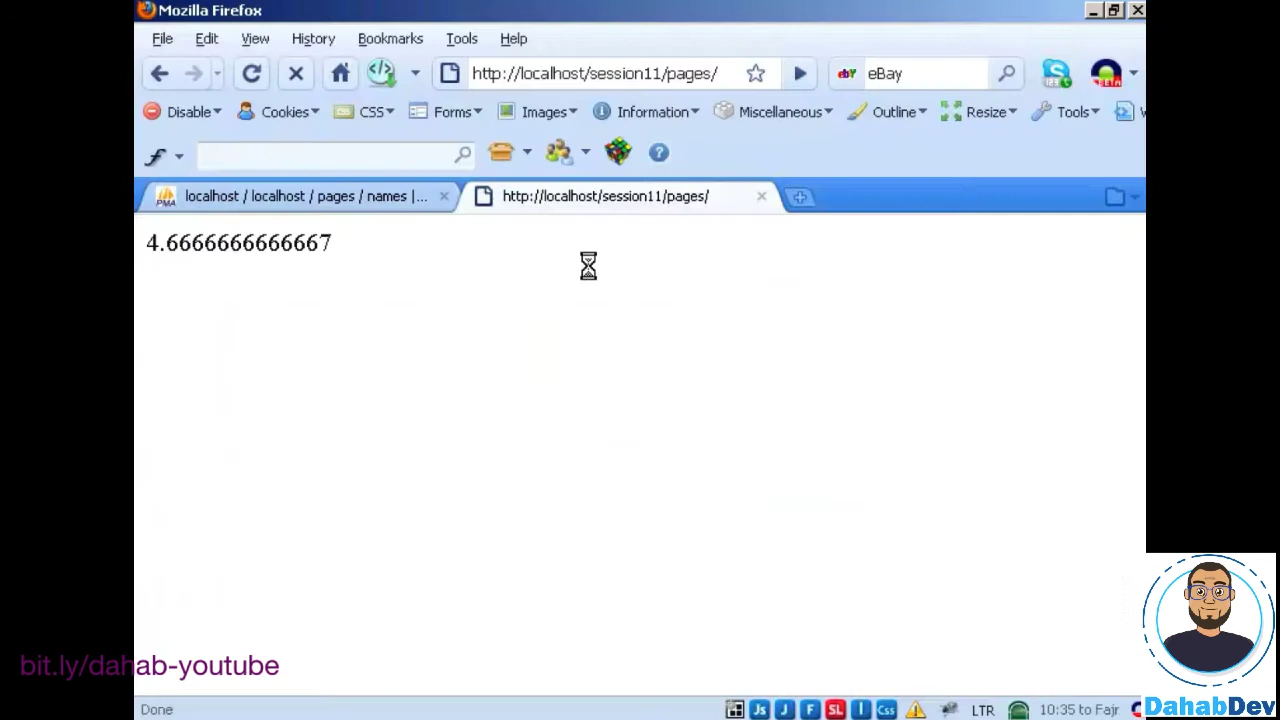 Mozilla Firefox
File Edit View History Bookmarks Tools Help
http://localhost/session11/pages/ eBay
Disable Cookies CSS Forms Images Information Miscellaneous Outline Resize Tools
localhost / localhost / pages / names |... http://localhost/session11/pages/
4.6666666666667
bit.ly/dahab-youtube
Done LTR 10:35 to Fajr
DahabDev